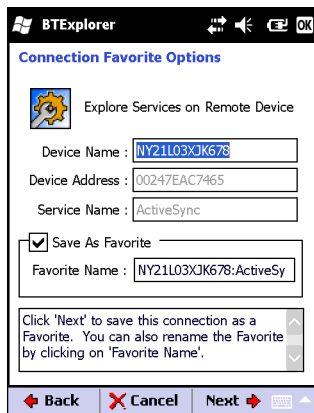 BTExplorer
OK
Connection Favorite Options
Explore Services on Remote Device
Device Name : NY21L03XJK678
Device Address : 00247EAC7465
Service Name : ActiveSync
Save As Favorite
Favorite Name : NY21L03XJK678:ActiveSy
Click 'Next' to save this connection as a
Favorite. You can also rename the Favorite
by clicking on 'Favorite Name'.
Back Cancel Next